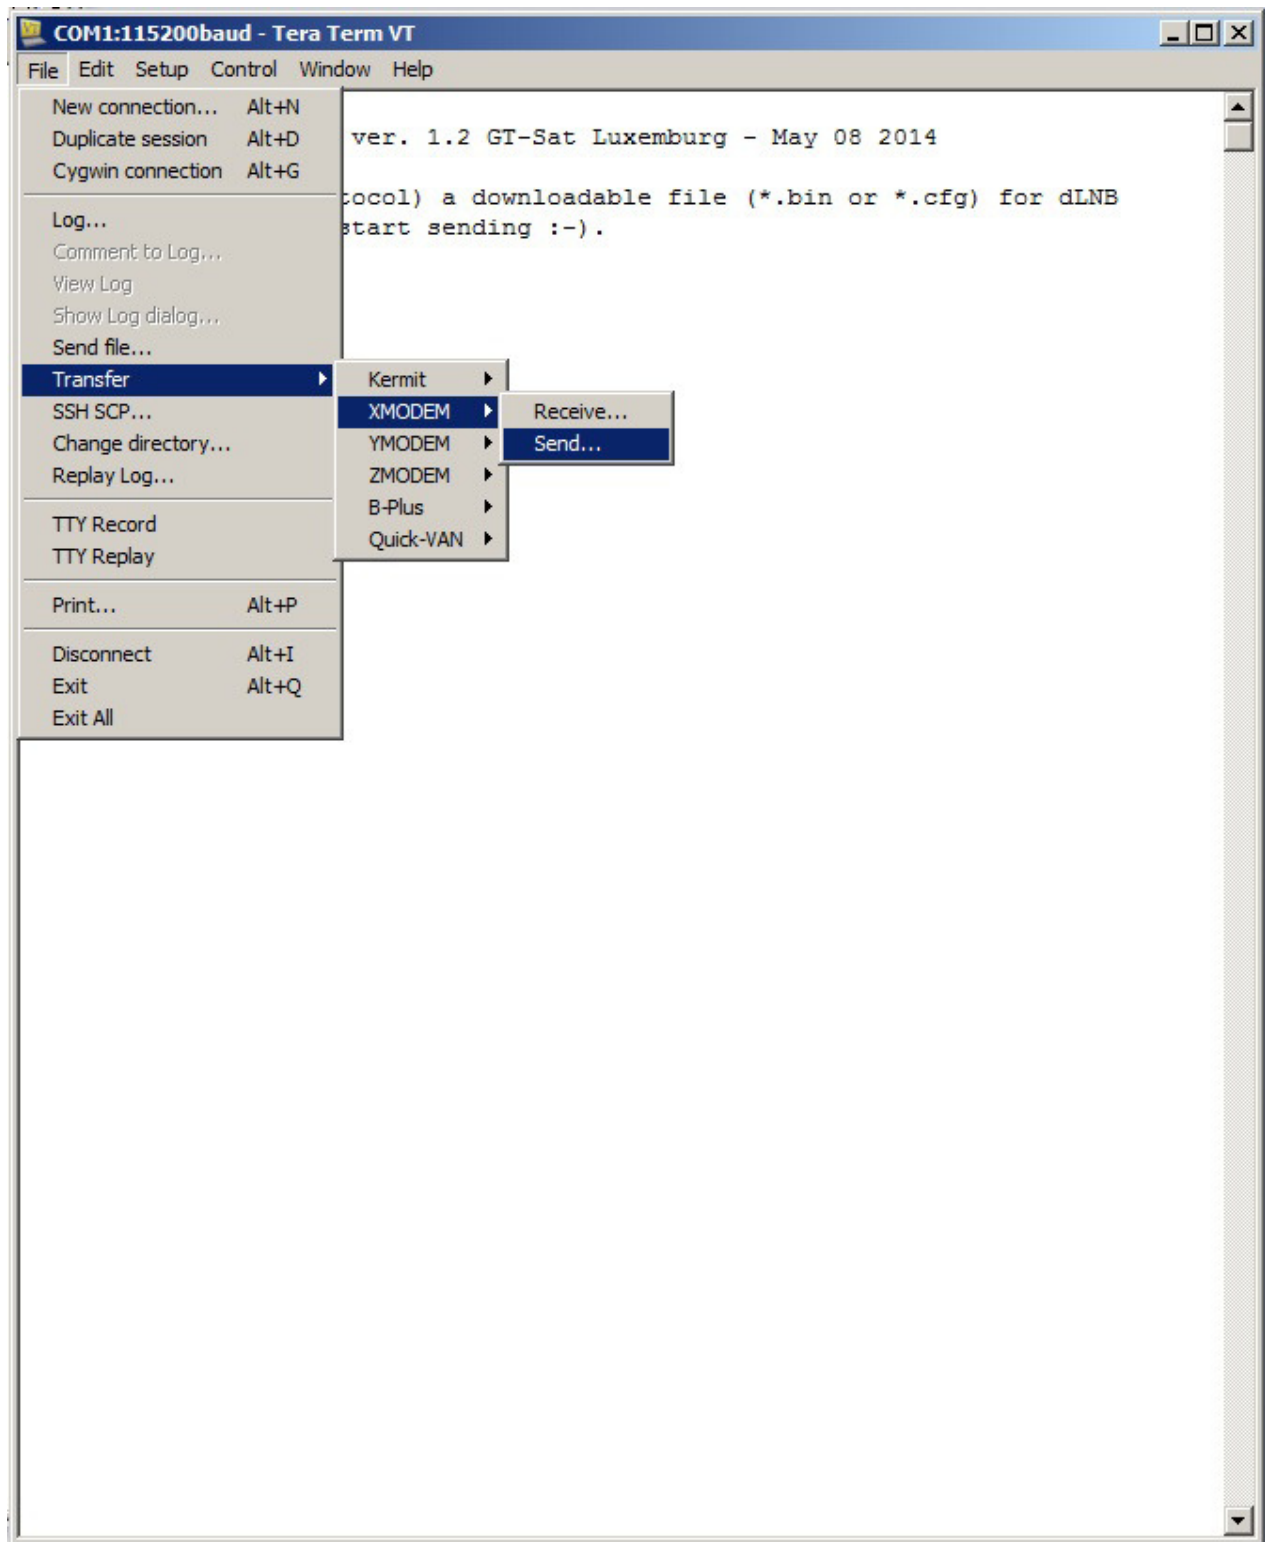 COM1:115200baud - Tera Term VT
File Edit Setup Control Window Help
New connection... Alt+N
Duplicate session Alt+D
Cygwin connection Alt+G
Log...
Comment to Log...
View Log
Show Log dialog...
Send file...
Transfer
SSH SCP...
Change directory...
Replay Log...
TTY Record
TTY Replay
Print... Alt+P
Disconnect Alt+I
Exit Alt+Q
Exit All
Kermit
XMODEM
YMODEM
ZMODEM
B-Plus
Quick-VAN
Receive...
Send...
ver. 1.2 GT-Sat Luxemburg - May 08 2014
tocol) a downloadable file (*.bin or *.cfg) for dLNB
start sending :-).